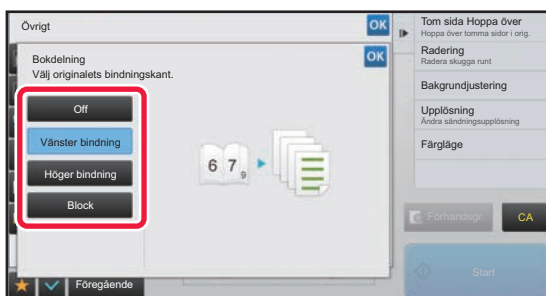 Övrigt
OK
Bokdelning
Välj originalets bindningskant.
OK
Off
Vänster bindning
Höger bindning
Block
6 7 9
Föregående
Tom sida Hoppa över
Hoppa över tomma sidor i orig.
Radering
Radera skugga runt
Bakgrundjustering
Upplösning
Ändra sändningsupplösning
Färgläge
Förhandsgr.
CA
Start